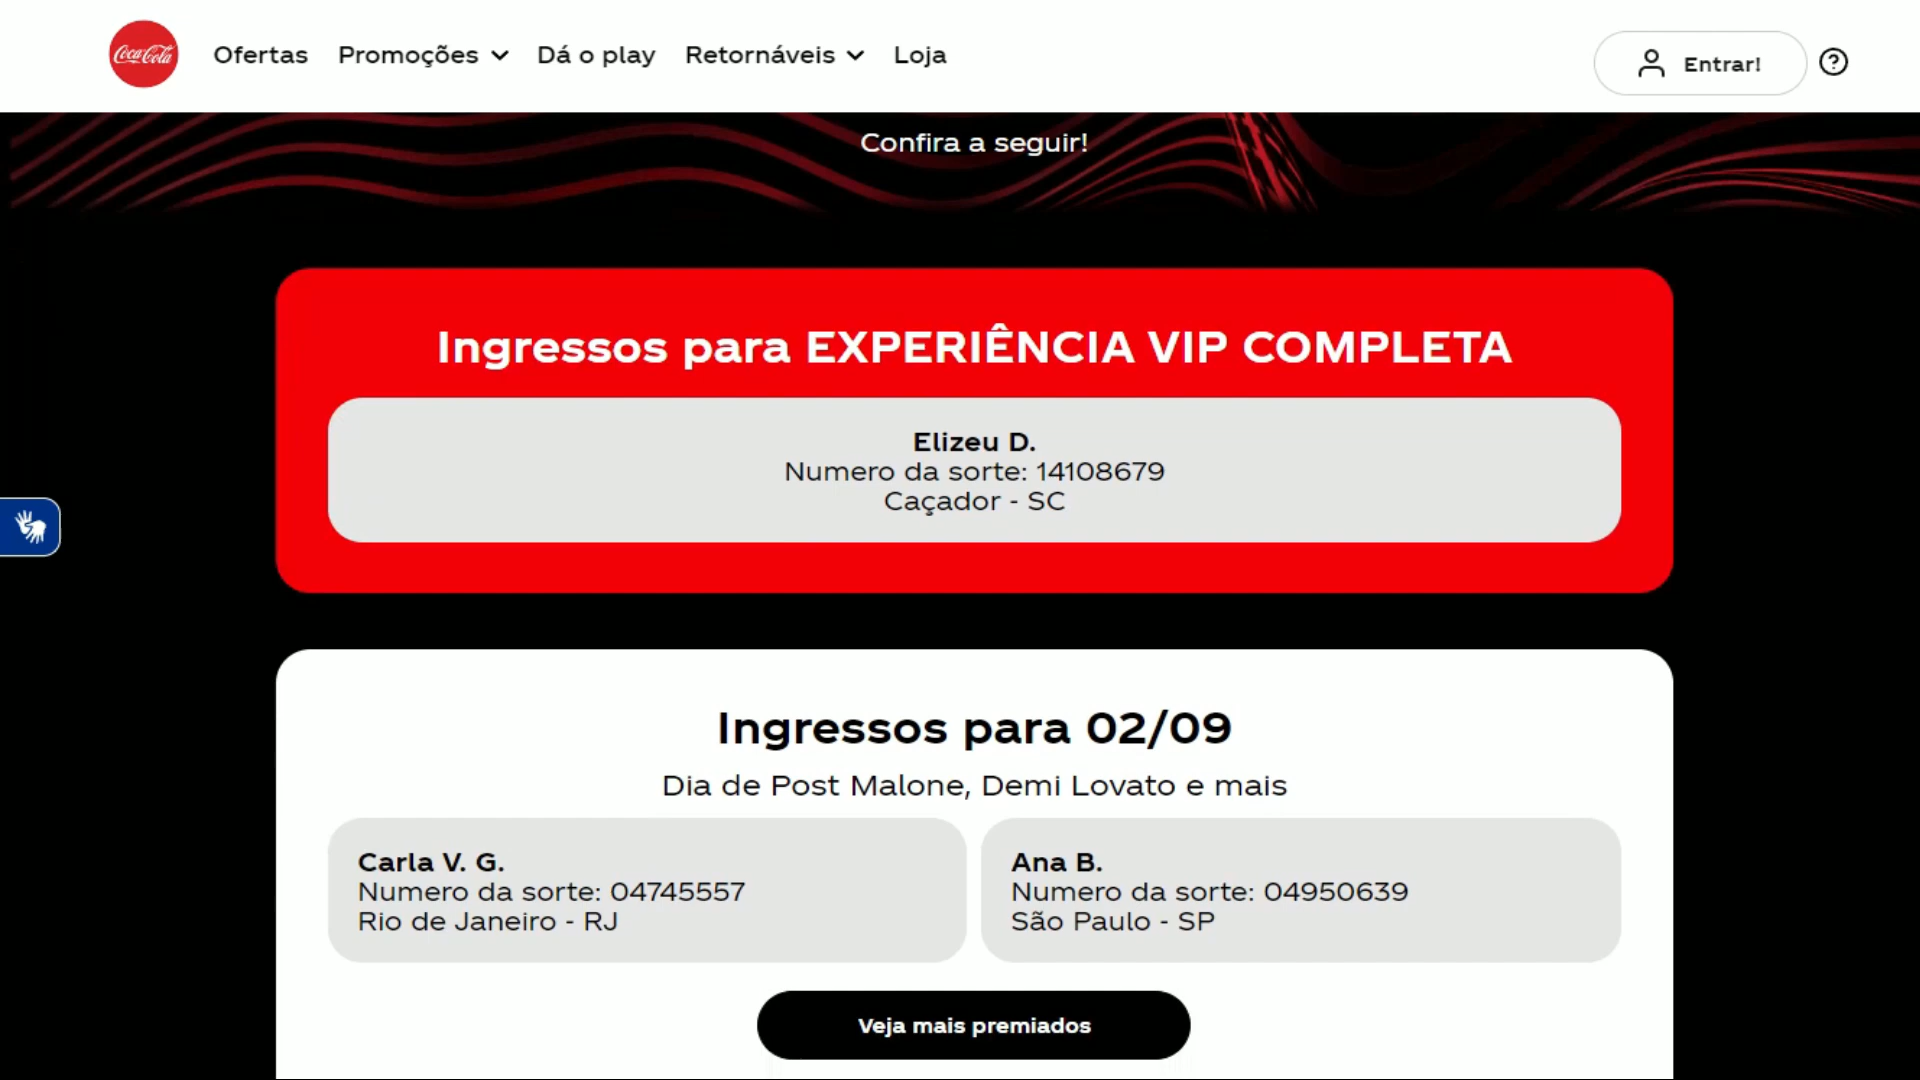 Coca-Cola
Ofertas
Promoções
Dá o play
Retornáveis
Loja
Entrar!
Confira a seguir!
Ingressos para EXPERIÊNCIA VIP COMPLETA
Elizeu D.
Numero da sorte: 14108679
Caçador - SC
Ingressos para 02/09
Dia de Post Malone, Demi Lovato e mais
Carla V. G.
Numero da sorte: 04745557
Rio de Janeiro - RJ
Ana B.
Numero da sorte: 04950639
São Paulo - SP
Veja mais premiados